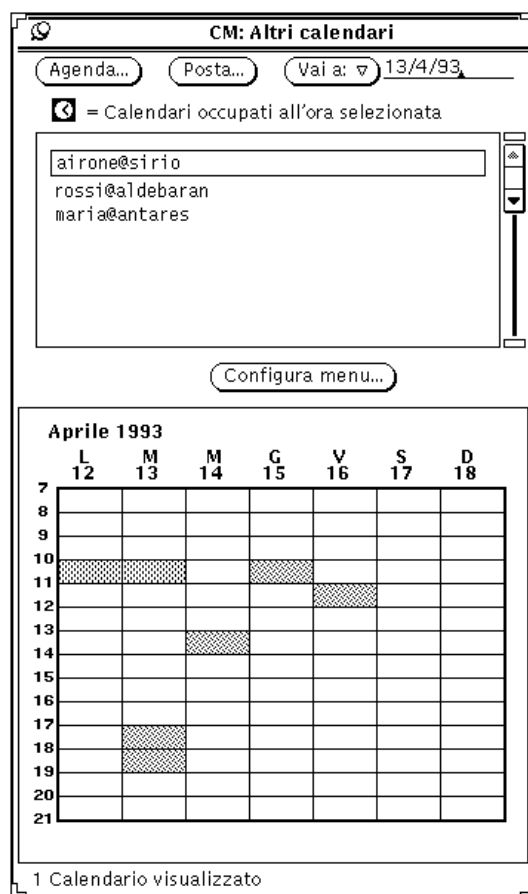 CM: Altri calendari
Agenda... Posta... Vai a: 13/4/93
= Calendari occupati all'ora selezionata
airone@sirio
rossi@aldebaran
maria@antares
Configura menu...
Aprile 1993
L M M G V S D
12 13 14 15 16 17 18
7
8
9
10
11
12
13
14
15
16
17
18
19
20
21
1 Calendario visualizzato